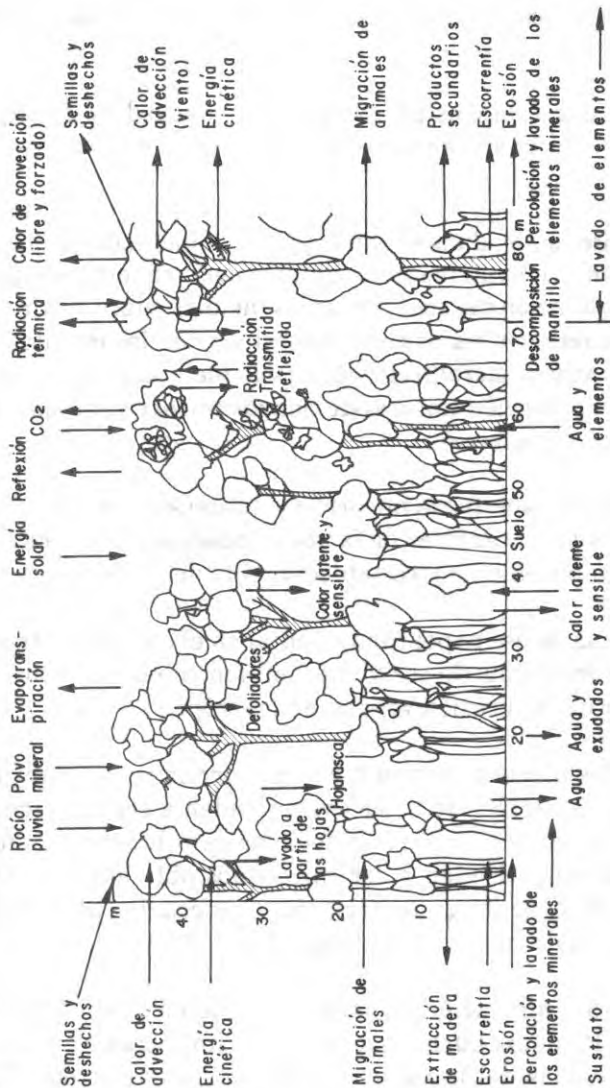 Rocío
pluvial
Polvo
mineral
Evapotrans-
piración
Energía
solar
Reflexión
CO2
Radiación
térmica
Calor de convección
(libre y forzado)
Semillas y
deshechos
Calor de
advección
Energía
cinética
Migración de
animales
Extracción
de madera
Escorrentía
Erosión
Percolación y lavado de
los elementos minerales
Sustrato
m
40
30
20
10
Lavado a
partir de
las hojas
Hojarasca
Defoliadores
Calor latente y
sensible
Radiacción
Transmitida
reflejada
Semillas y
deshechos
Calor de
advección
(viento)
Energía
cinética
Migración de
animales
Productos
secundarios
Escorrentía
Erosión
Percolación y lavado de los
elementos minerales
10
20
30
40
Suelo
50
60
70
80 m
Descomposición
de mantillo
Agua
Agua y
exudados
Calor latente
y sensible
Agua y
elementos
Lavado de elementos